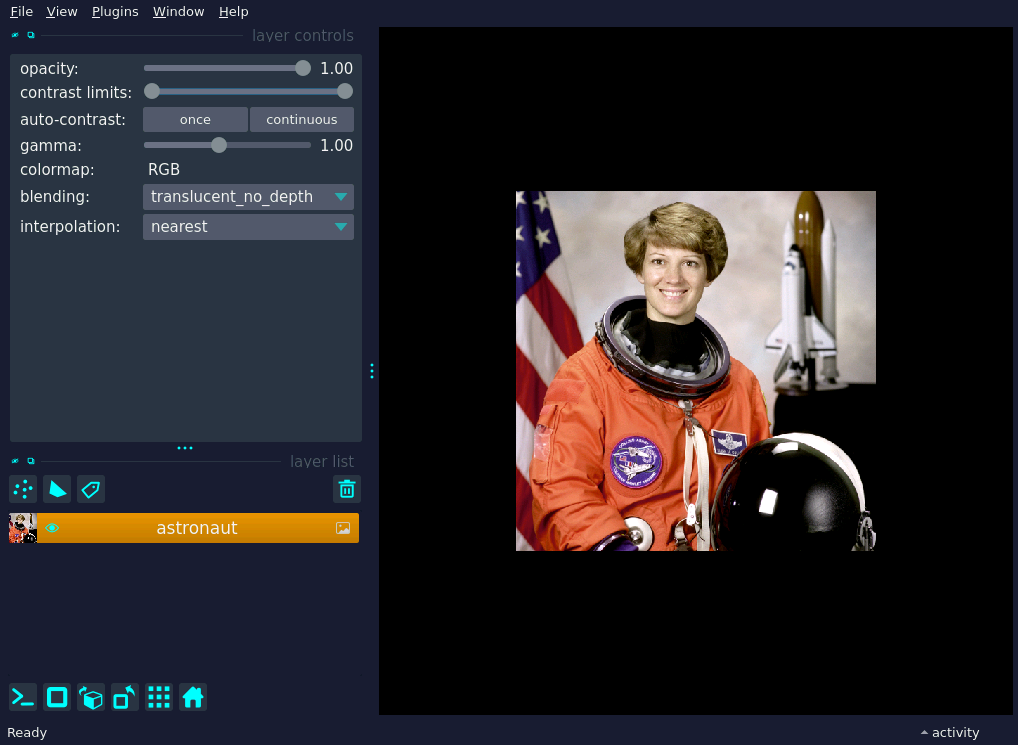 File View Plugins Window Help
layer controls
opacity: 1.00
contrast limits:
auto-contrast: once continuous
gamma: 1.00
colormap: RGB
blending: translucent_no_depth
interpolation: nearest
layer list
astronaut
Ready activity